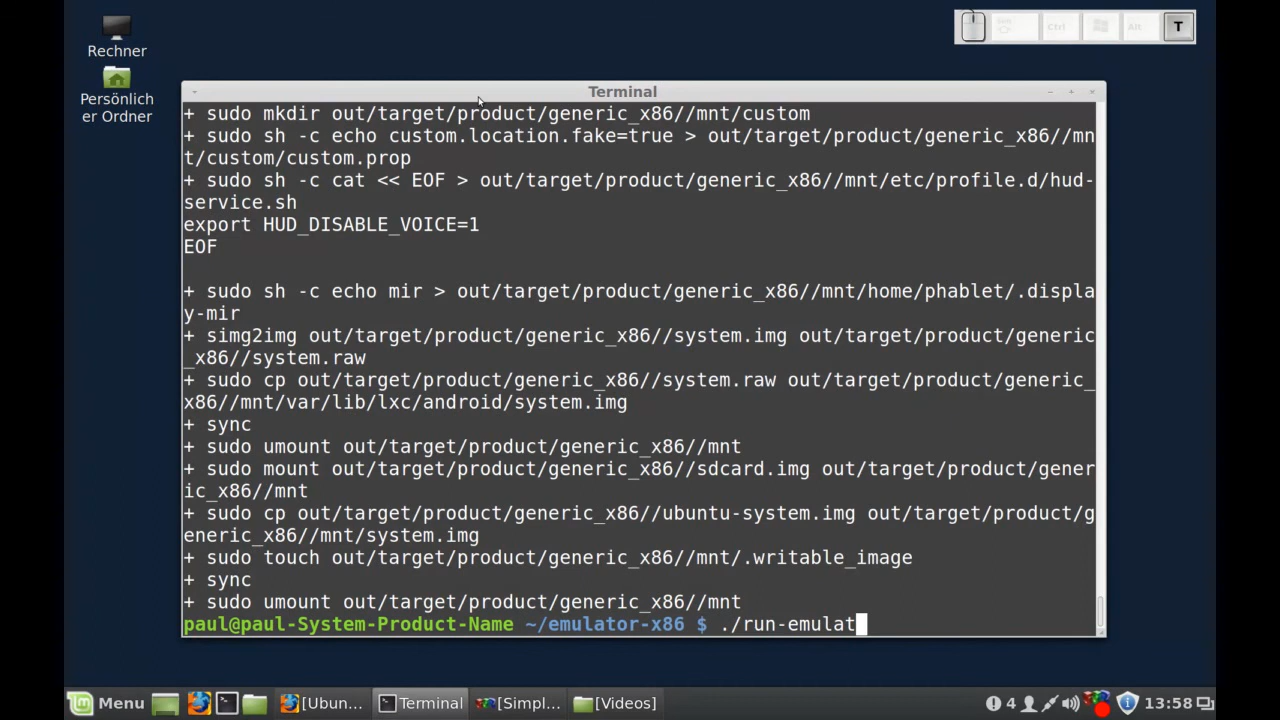 Rechner
Persönlich
er Ordner
Ctrl
Alt
T
Terminal
+ sudo mkdir out/target/product/generic_x86//mnt/custom
+ sudo sh -c echo custom.location.fake=true > out/target/product/generic_x86//mn
t/custom/custom.prop
+ sudo sh -c cat << EOF > out/target/product/generic_x86//mnt/etc/profile.d/hud-
service.sh
export HUD_DISABLE_VOICE=1
EOF
+ sudo sh -c echo mir > out/target/product/generic_x86//mnt/home/phablet/.displa
y-mir
+ simg2img out/target/product/generic_x86//system.img out/target/product/generic
_x86//system.raw
+ sudo cp out/target/product/generic_x86//system.raw out/target/product/generic_
x86//mnt/var/lib/lxc/android/system.img
+ sync
+ sudo umount out/target/product/generic_x86//mnt
+ sudo mount out/target/product/generic_x86//sdcard.img out/target/product/gener
ic_x86//mnt
+ sudo cp out/target/product/generic_x86//ubuntu-system.img out/target/product/g
eneric_x86//mnt/system.img
+ sudo touch out/target/product/generic_x86//mnt/.writable_image
+ sync
+ sudo umount out/target/product/generic_x86//mnt
paul@paul-System-Product-Name ~/emulator-x86 $ ./run-emulat
Menu [Ubun... Terminal [Simpl... [Videos] 4 13:58